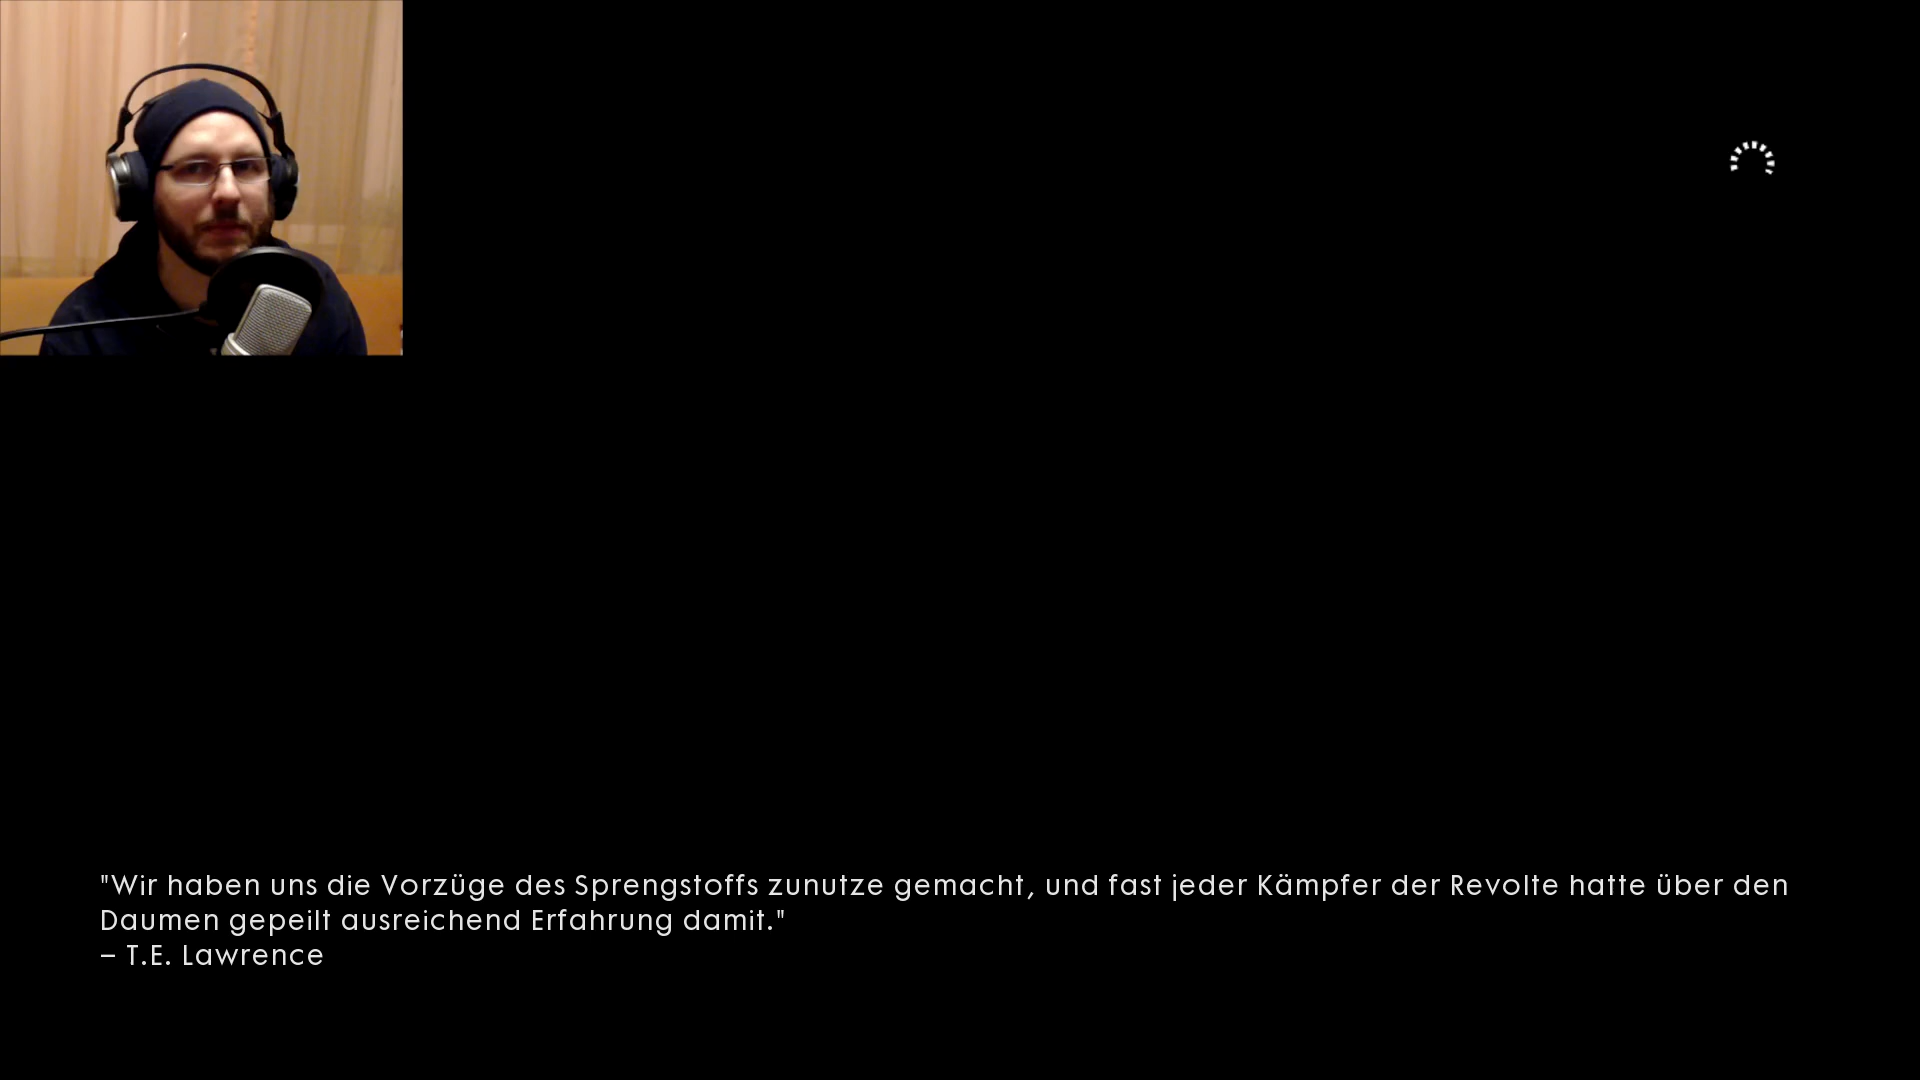 "Wir haben uns die Vorzüge des Sprengstoffs zunutze gemacht, und fast jeder Kämpfer der Revolte hatte über den
Daumen gepeilt ausreichend Erfahrung damit."
– T.E. Lawrence